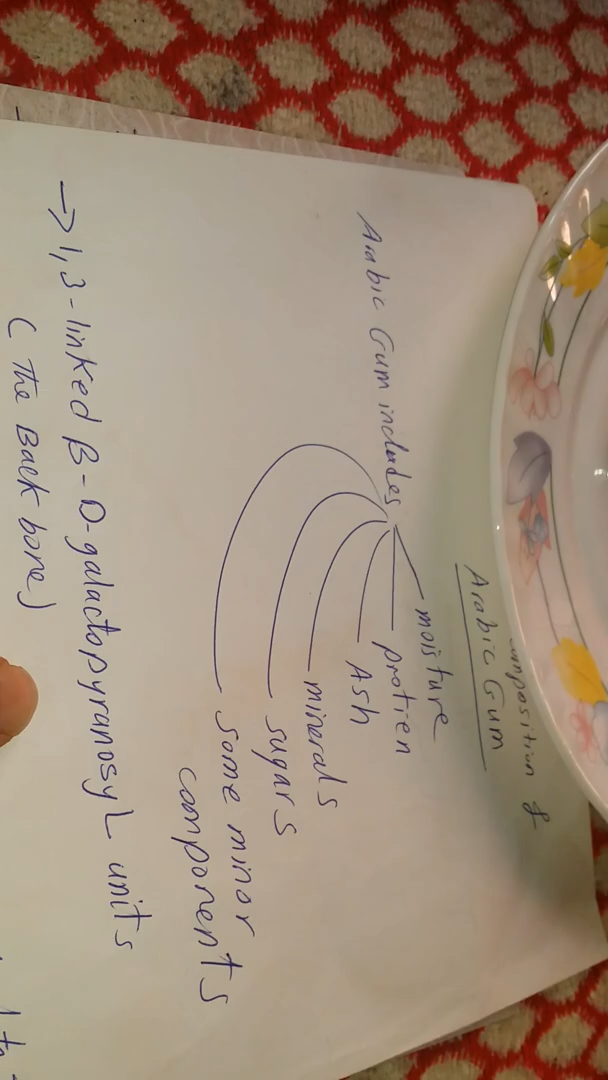 of
Arabic Gum
Arabic Gum includes
moisture
protien
Ash
minerals
sugars
some minor
components
→ 1,3-linked β-D-galactopyranosyL units
( The Back bone)